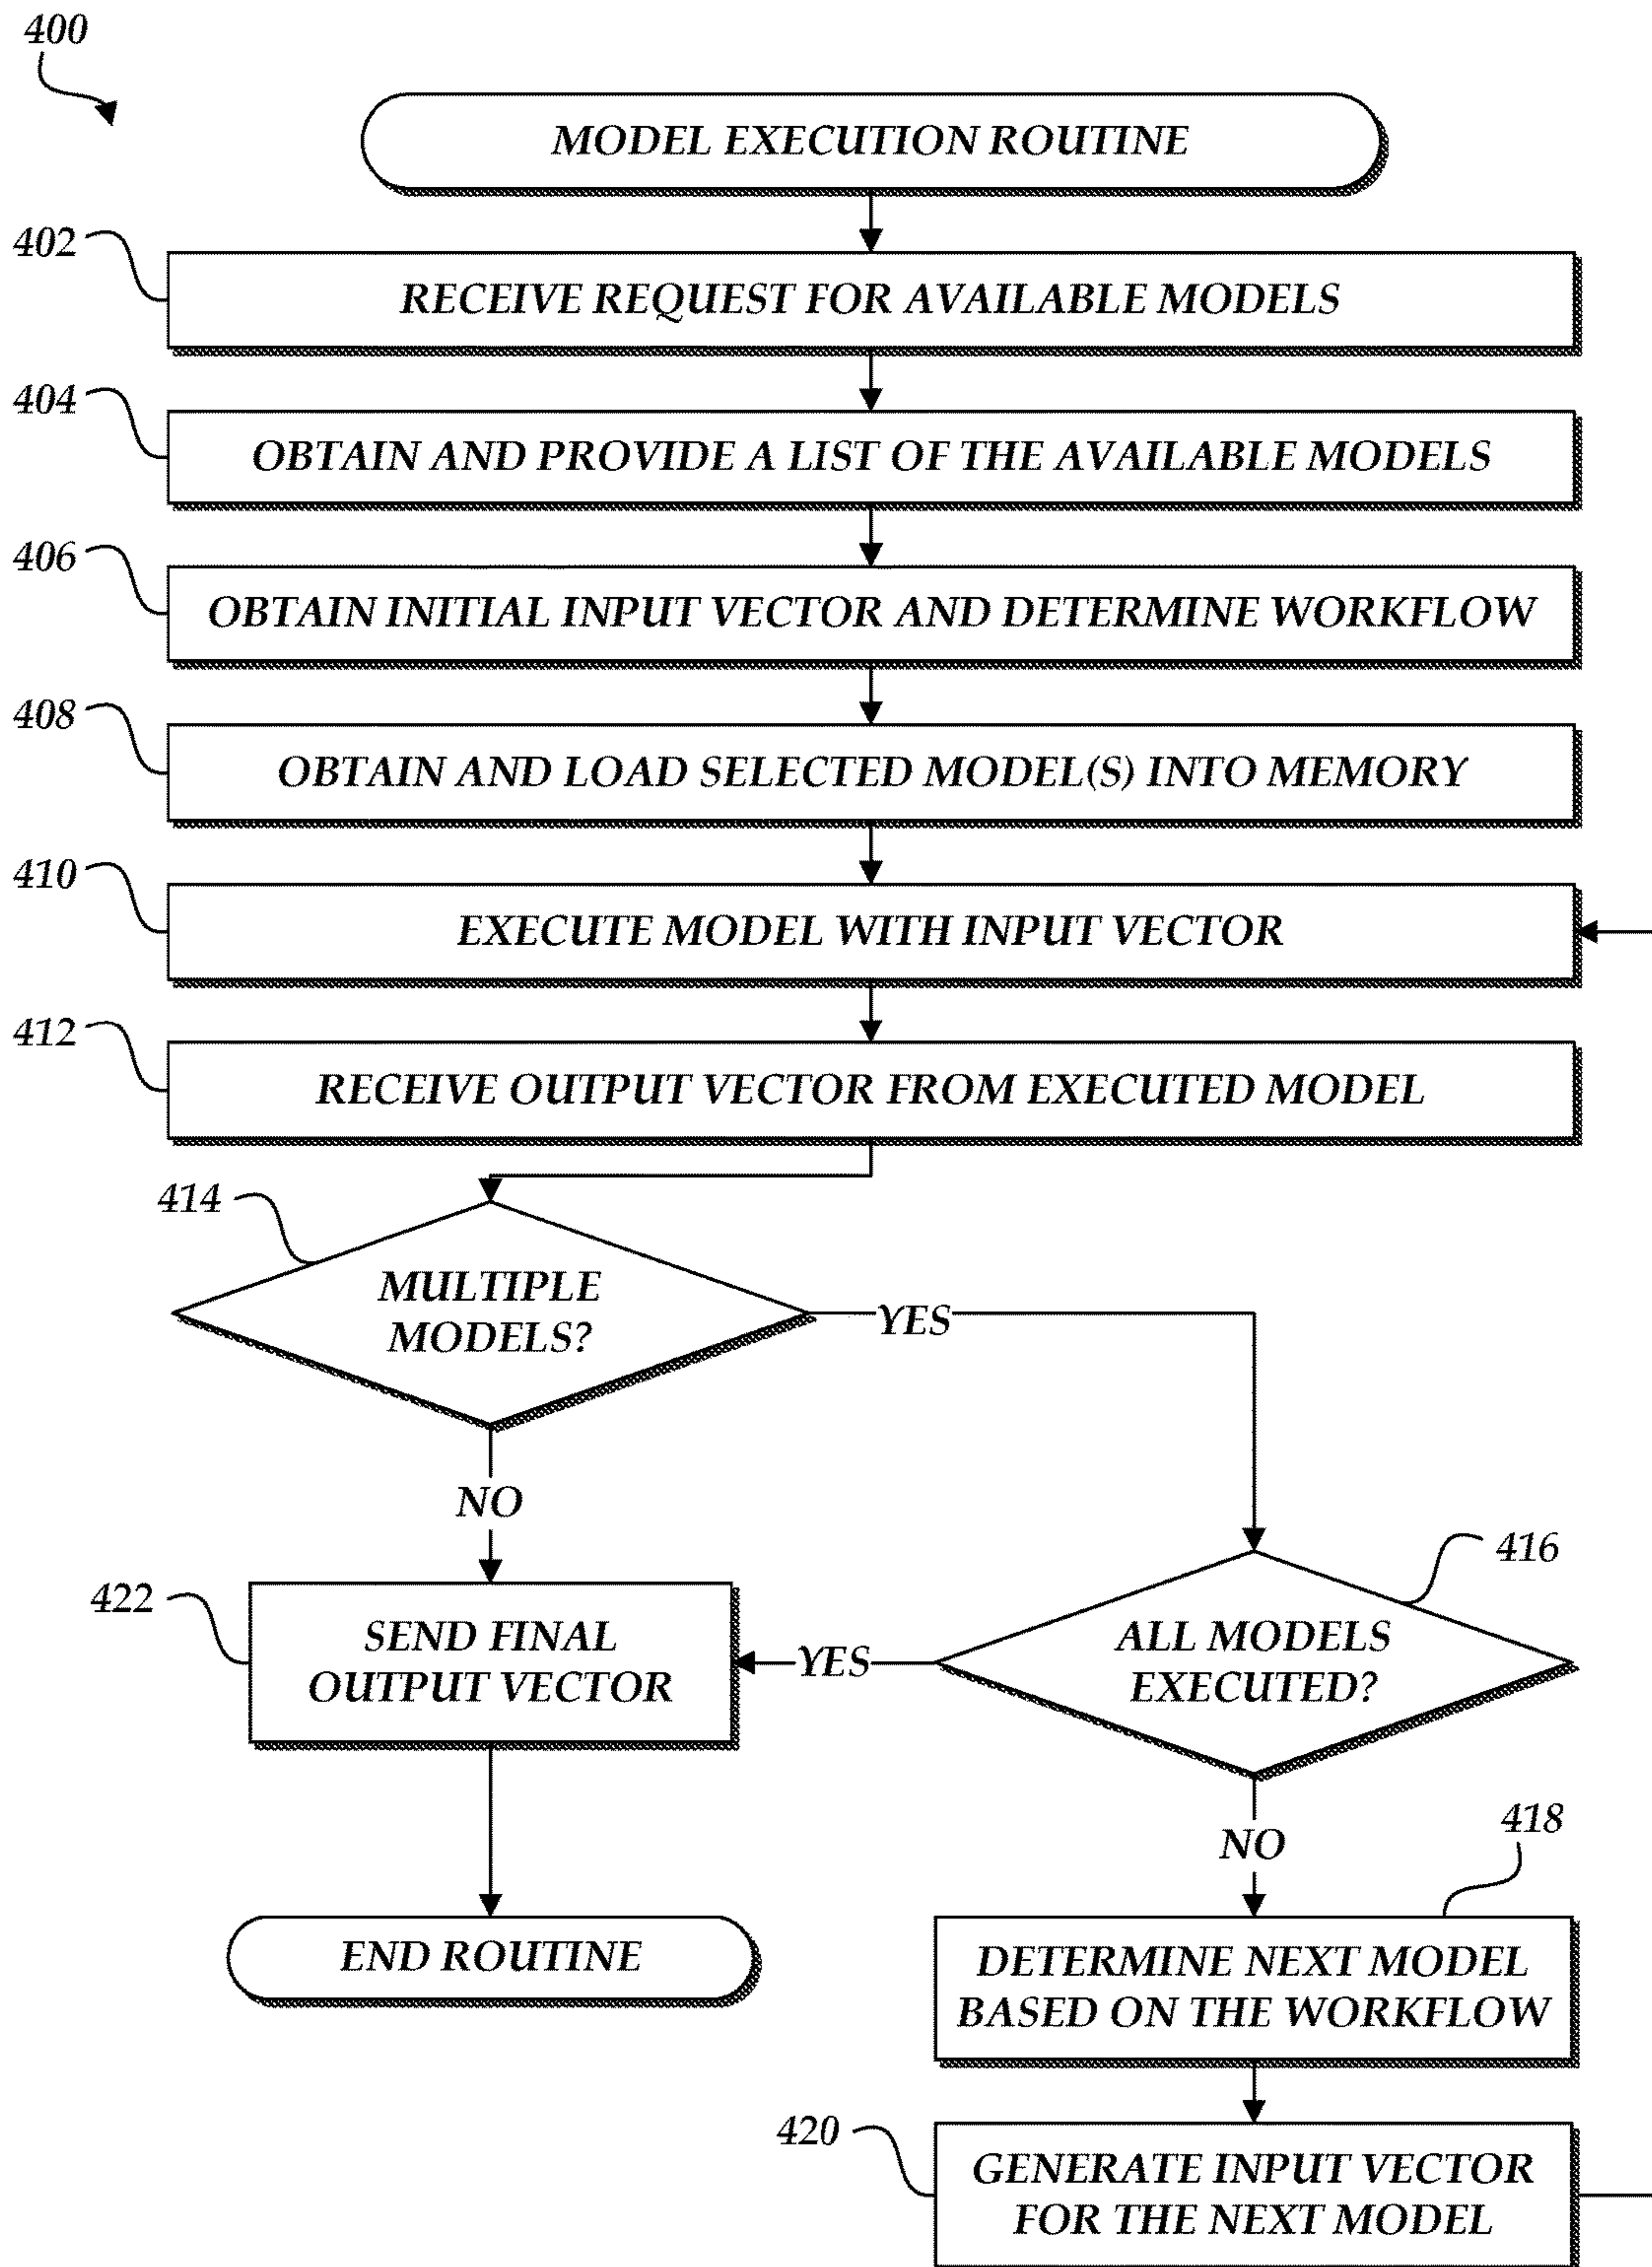 400
MODEL EXECUTION ROUTINE
402
RECEIVE REQUEST FOR AVAILABLE MODELS
404
OBTAIN AND PROVIDE A LIST OF THE AVAILABLE MODELS
406
OBTAIN INITIAL INPUT VECTOR AND DETERMINE WORKFLOW
408
OBTAIN AND LOAD SELECTED MODEL(S) INTO MEMORY
410
EXECUTE MODEL WITH INPUT VECTOR
412
RECEIVE OUTPUT VECTOR FROM EXECUTED MODEL
414
MULTIPLE
MODELS?
YES
NO
416
ALL MODELS
EXECUTED?
YES
422
SEND FINAL
OUTPUT VECTOR
NO
418
END ROUTINE
DETERMINE NEXT MODEL
BASED ON THE WORKFLOW
420
GENERATE INPUT VECTOR
FOR THE NEXT MODEL